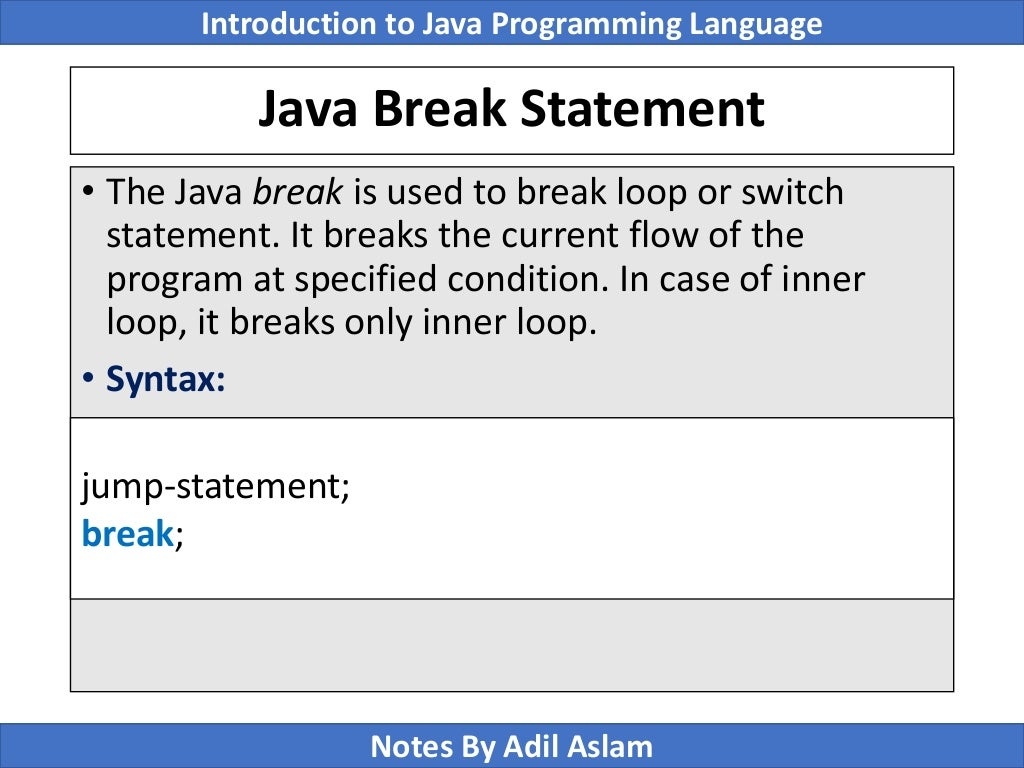 Introduction to Java Programming Language
Java Break Statement
• The Java break is used to break loop or switch
statement. It breaks the current flow of the
program at specified condition. In case of inner
loop, it breaks only inner loop.
• Syntax:
jump-statement;
break;
Notes By Adil Aslam